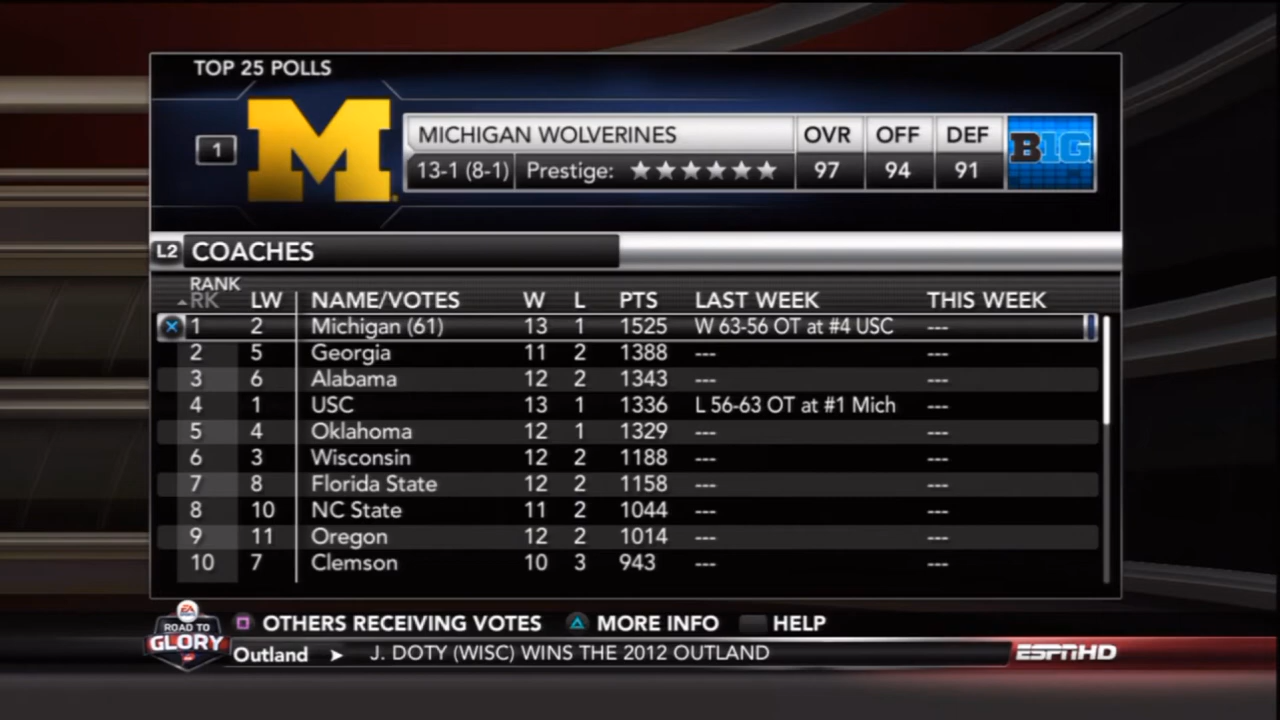 TOP 25 POLLS
1
M
MICHIGAN WOLVERINES OVR OFF DEF
B1G
13-1 (8-1) Prestige: ★★★★★★ 97 94 91
L2 COACHES
RANK
RK LW NAME/VOTES W L PTS LAST WEEK THIS WEEK
1 2 Michigan (61) 13 1 1525 W 63-56 OT at #4 USC ---
2 5 Georgia 11 2 1388 --- ---
3 6 Alabama 12 2 1343 --- ---
4 1 USC 13 1 1336 L 56-63 OT at #1 Mich ---
5 4 Oklahoma 12 1 1329 --- ---
6 3 Wisconsin 12 2 1188 --- ---
7 8 Florida State 12 2 1158 --- ---
8 10 NC State 11 2 1044 --- ---
9 11 Oregon 12 2 1014 --- ---
10 7 Clemson 10 3 943 --- ---
OTHERS RECEIVING VOTES MORE INFO HELP
EA
ROAD TO
GLORY
Outland ➤ J. DOTY (WISC) WINS THE 2012 OUTLAND ESPNHD